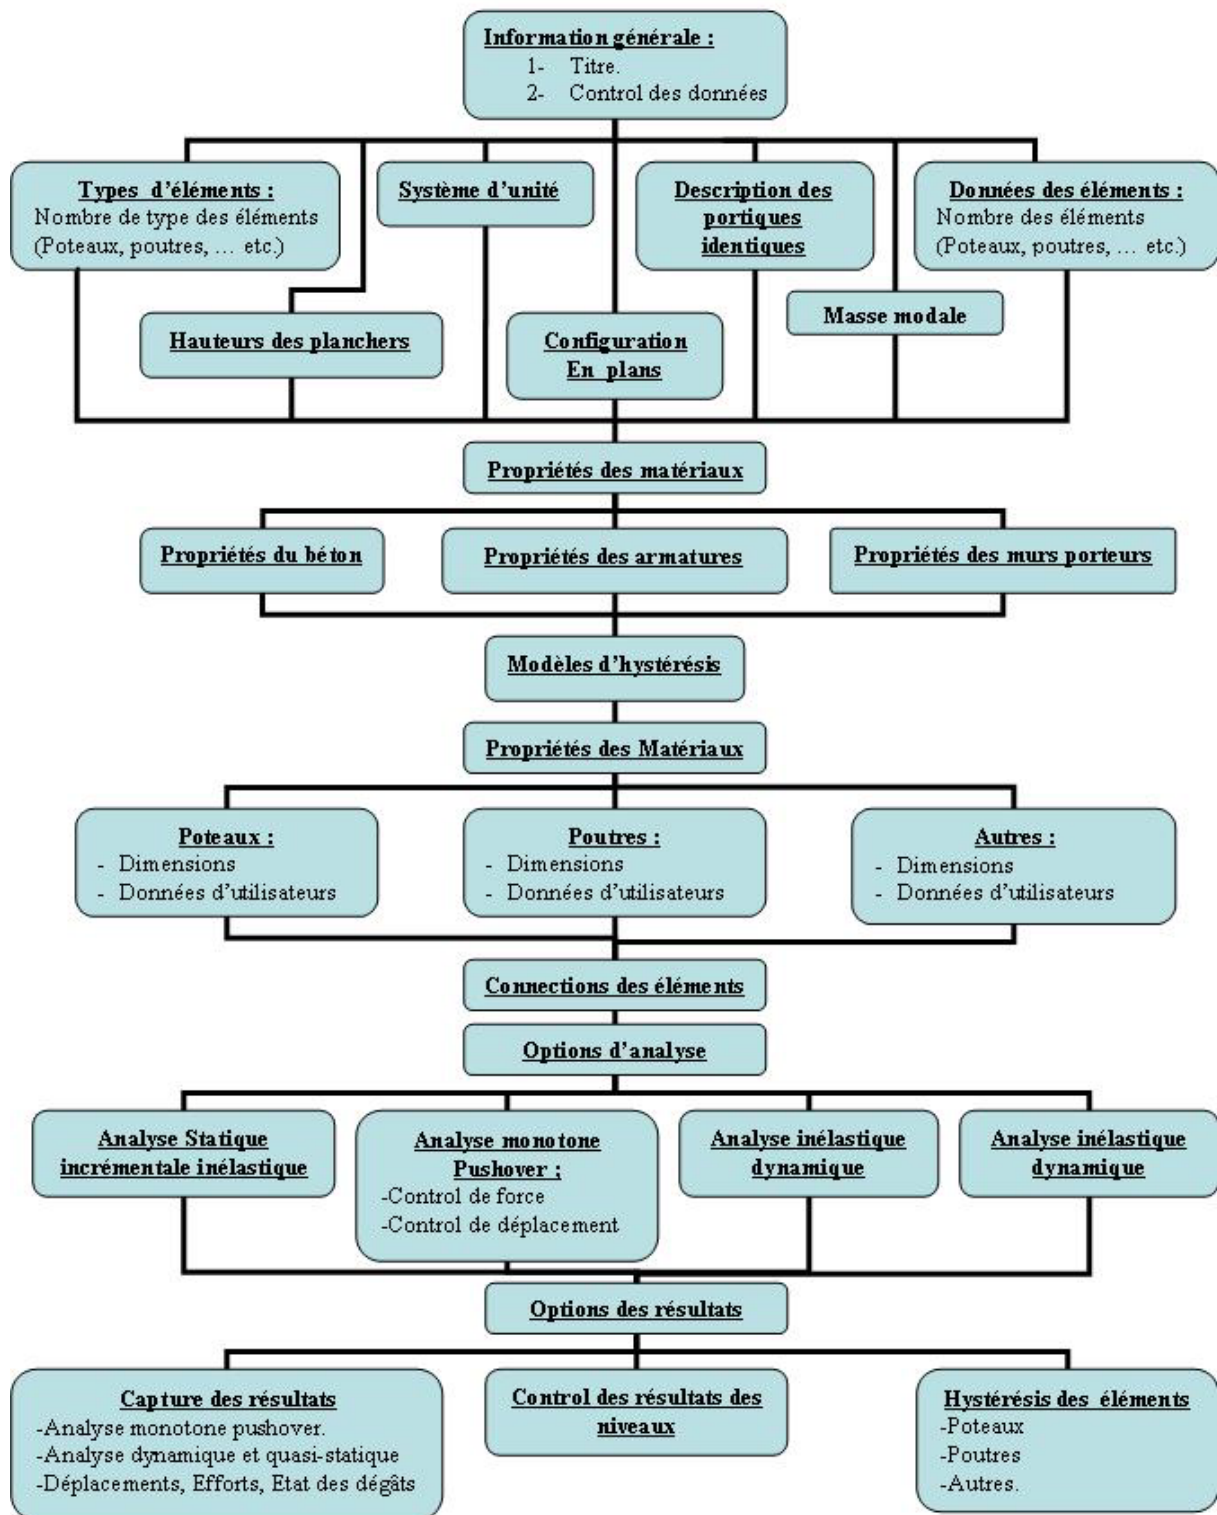 Information générale :
1- Titre.
2- Control des données
Types d’éléments :
Nombre de type des éléments
(Poteaux, poutres, … etc.)
Système d’unité
Description des
portiques
identiques
Données des éléments :
Nombre des éléments
(Poteaux, poutres, … etc.)
Hauteurs des planchers
Configuration
En plans
Masse modale
Propriétés des matériaux
Propriétés du béton
Propriétés des armatures
Propriétés des murs porteurs
Modèles d’hystérésis
Propriétés des Matériaux
Poteaux :
- Dimensions
- Données d’utilisateurs
Poutres :
- Dimensions
- Données d’utilisateurs
Autres :
- Dimensions
- Données d’utilisateurs
Connections des éléments
Options d’analyse
Analyse Statique
incrémentale inélastique
Analyse monotone
Pushover ;
-Control de force
-Control de déplacement
Analyse inélastique
dynamique
Analyse inélastique
dynamique
Options des résultats
Capture des résultats
-Analyse monotone pushover.
-Analyse dynamique et quasi-statique
-Déplacements, Efforts, Etat des dégâts
Control des résultats des
niveaux
Hystérésis des éléments
-Poteaux
-Poutres
-Autres.